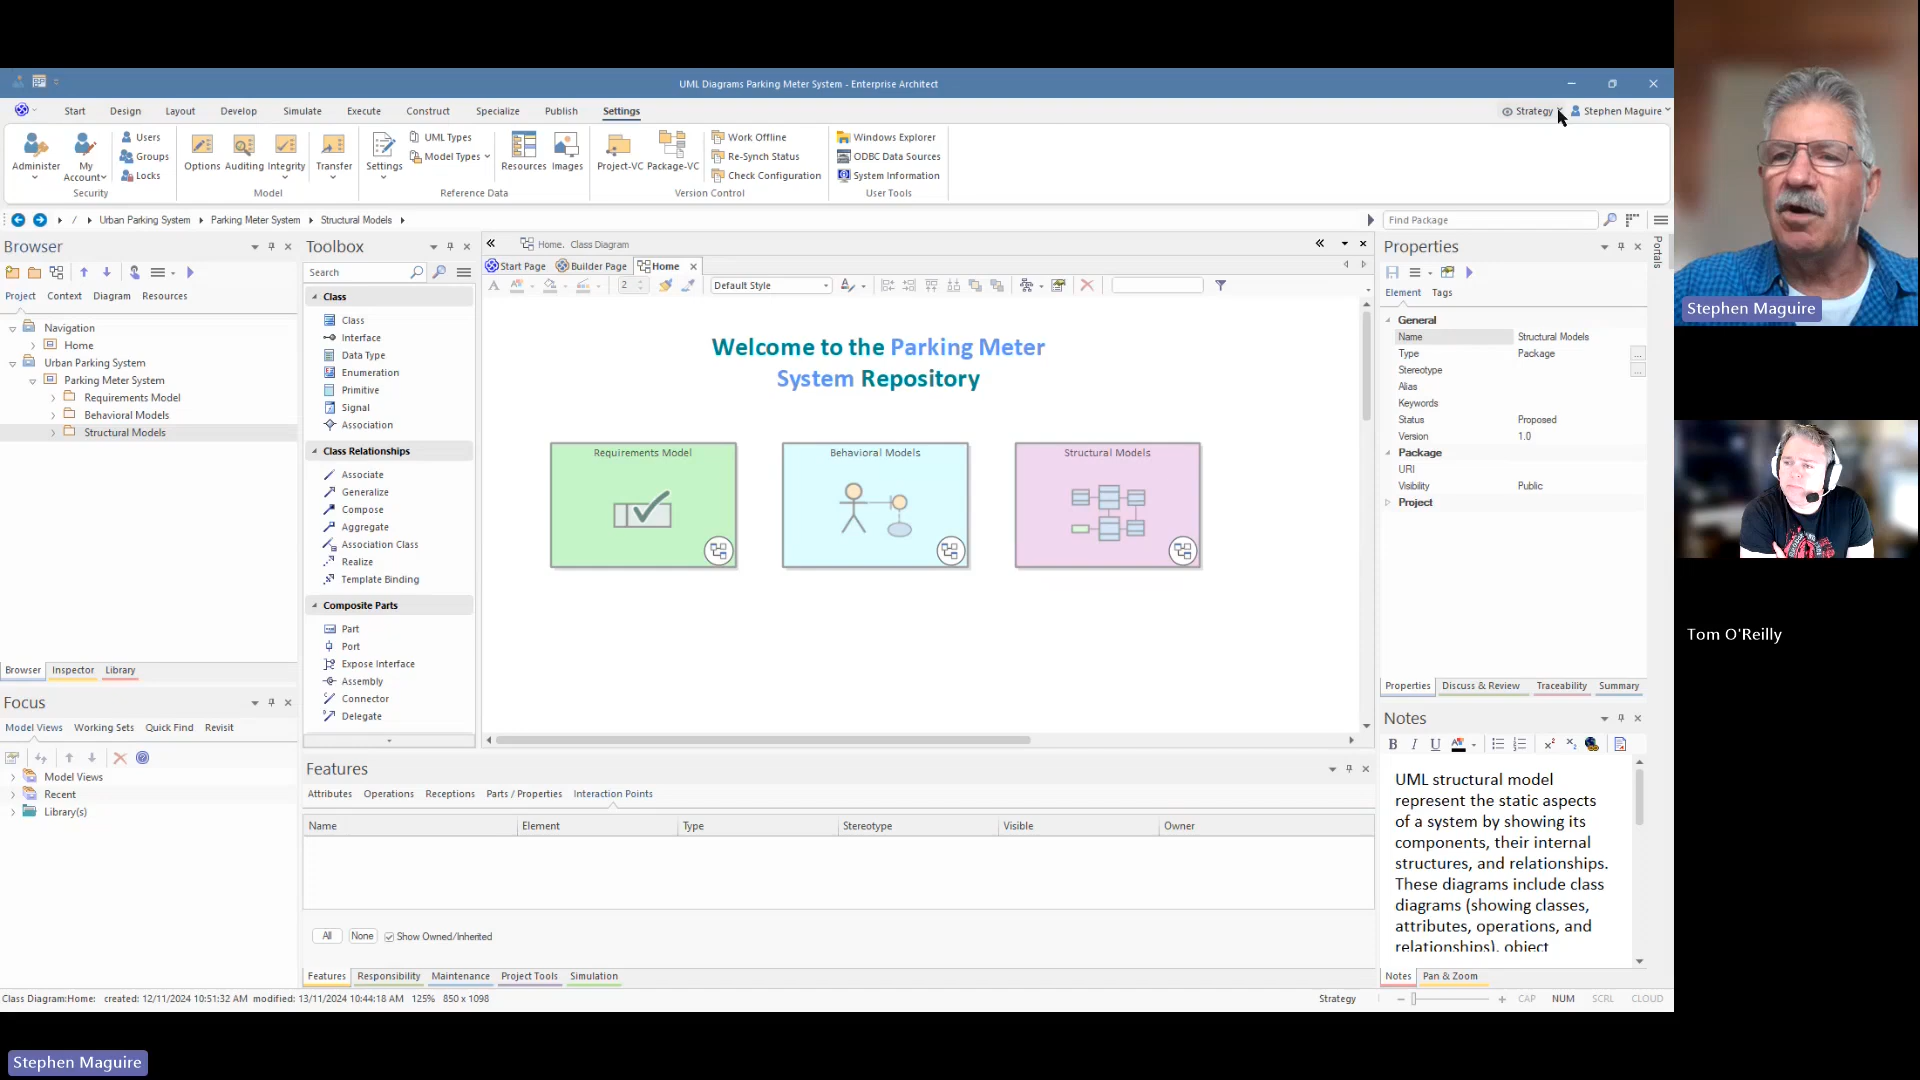 UML Diagrams Parking Meter System - Enterprise Architect
Start Design Layout Develop Simulate Execute Construct Specialize Publish Settings Strategy Stephen Maguire
Administer My Account Users Groups Locks
Security
Options Auditing Integrity Transfer
Model
Settings UML Types Model Types Resources Images
Reference Data
Project-VC Package-VC Work Offline Re-Synch Status Check Configuration
Version Control
Windows Explorer ODBC Data Sources System Information
User Tools
/ Urban Parking System Parking Meter System Structural Models
Find Package
Browser
Project Context Diagram Resources
Navigation
Home
Urban Parking System
Parking Meter System
Requirements Model
Behavioral Models
Structural Models
Browser Inspector Library
Focus
Model Views Working Sets Quick Find Revisit
Model Views
Recent
Library(s)
Toolbox
Search
Class
Class
Interface
Data Type
Enumeration
Primitive
Signal
Association
Class Relationships
Associate
Generalize
Compose
Aggregate
Association Class
Realize
Template Binding
Composite Parts
Part
Port
Expose Interface
Assembly
Connector
Delegate
Home. Class Diagram
Start Page Builder Page Home
2 Default Style
Welcome to the Parking Meter
System Repository
Requirements Model
Behavioral Models
Structural Models
Features
Attributes Operations Receptions Parts / Properties Interaction Points
Name Element Type Stereotype Visible Owner
All None Show Owned/Inherited
Features Responsibility Maintenance Project Tools Simulation
Properties
Element Tags
General
Name Structural Models
Type Package
Stereotype
Alias
Keywords
Status Proposed
Version 1.0
Package
URI
Visibility Public
Project
Properties Discuss & Review Traceability Summary
Portals
Notes
B I U A
UML structural model
represent the static aspects
of a system by showing its
components, their internal
structures, and relationships.
These diagrams include class
diagrams (showing classes,
attributes, operations, and
relationships), object
Notes Pan & Zoom
Class Diagram:Home: created: 12/11/2024 10:51:32 AM modified: 13/11/2024 10:44:18 AM 125% 850 x 1098
Strategy CAP NUM SCRL CLOUD
Stephen Maguire
Tom O'Reilly
Stephen Maguire